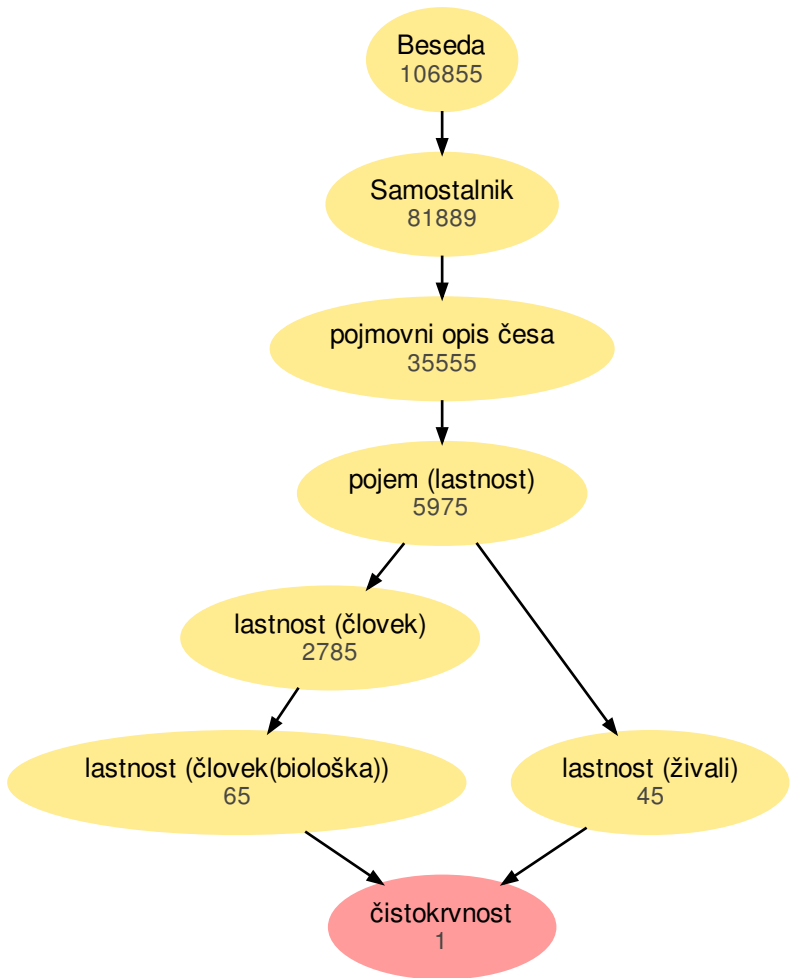 Beseda
106855
Samostalnik
81889
pojmovni opis česa
35555
pojem (lastnost)
5975
lastnost (človek)
2785
lastnost (človek(biološka))
65
lastnost (živali)
45
čistokrvnost
1